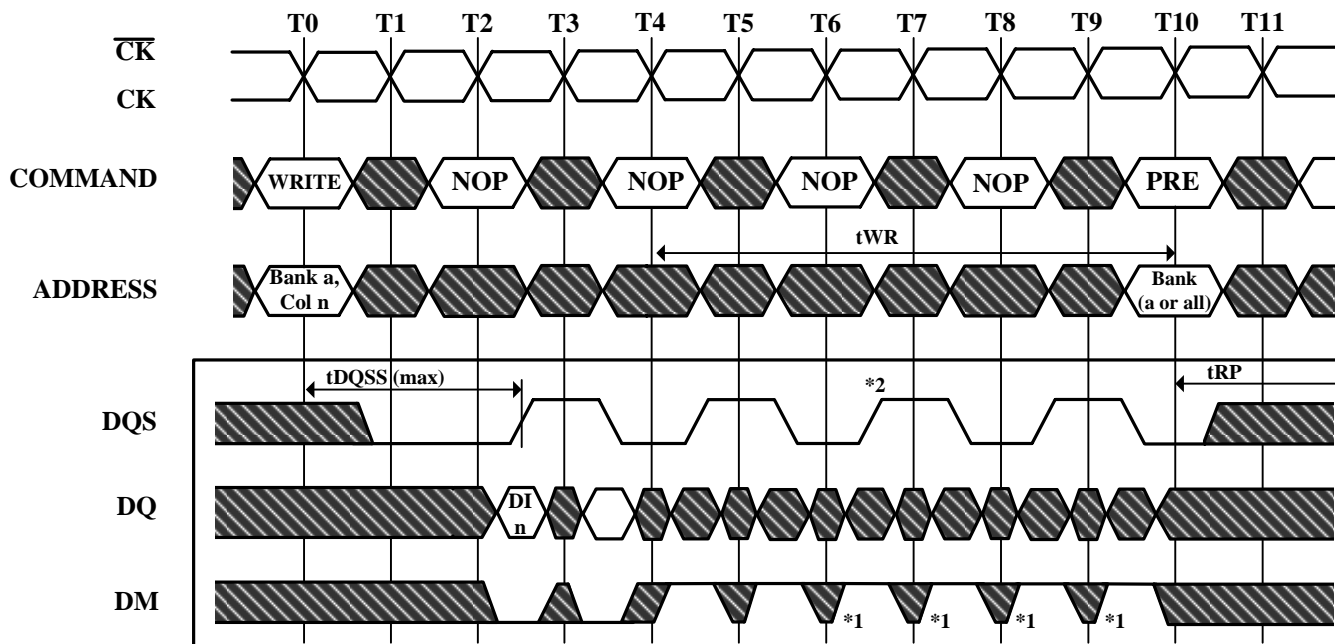 T0 T1 T2 T3 T4 T5 T6 T7 T8 T9 T10 T11
CK
CK
COMMAND WRITE NOP NOP NOP NOP PRE
tWR
ADDRESS Bank a, Col n Bank (a or all)
tDQSS (max) *2 tRP
DQS
DQ DI n
DM *1 *1 *1 *1